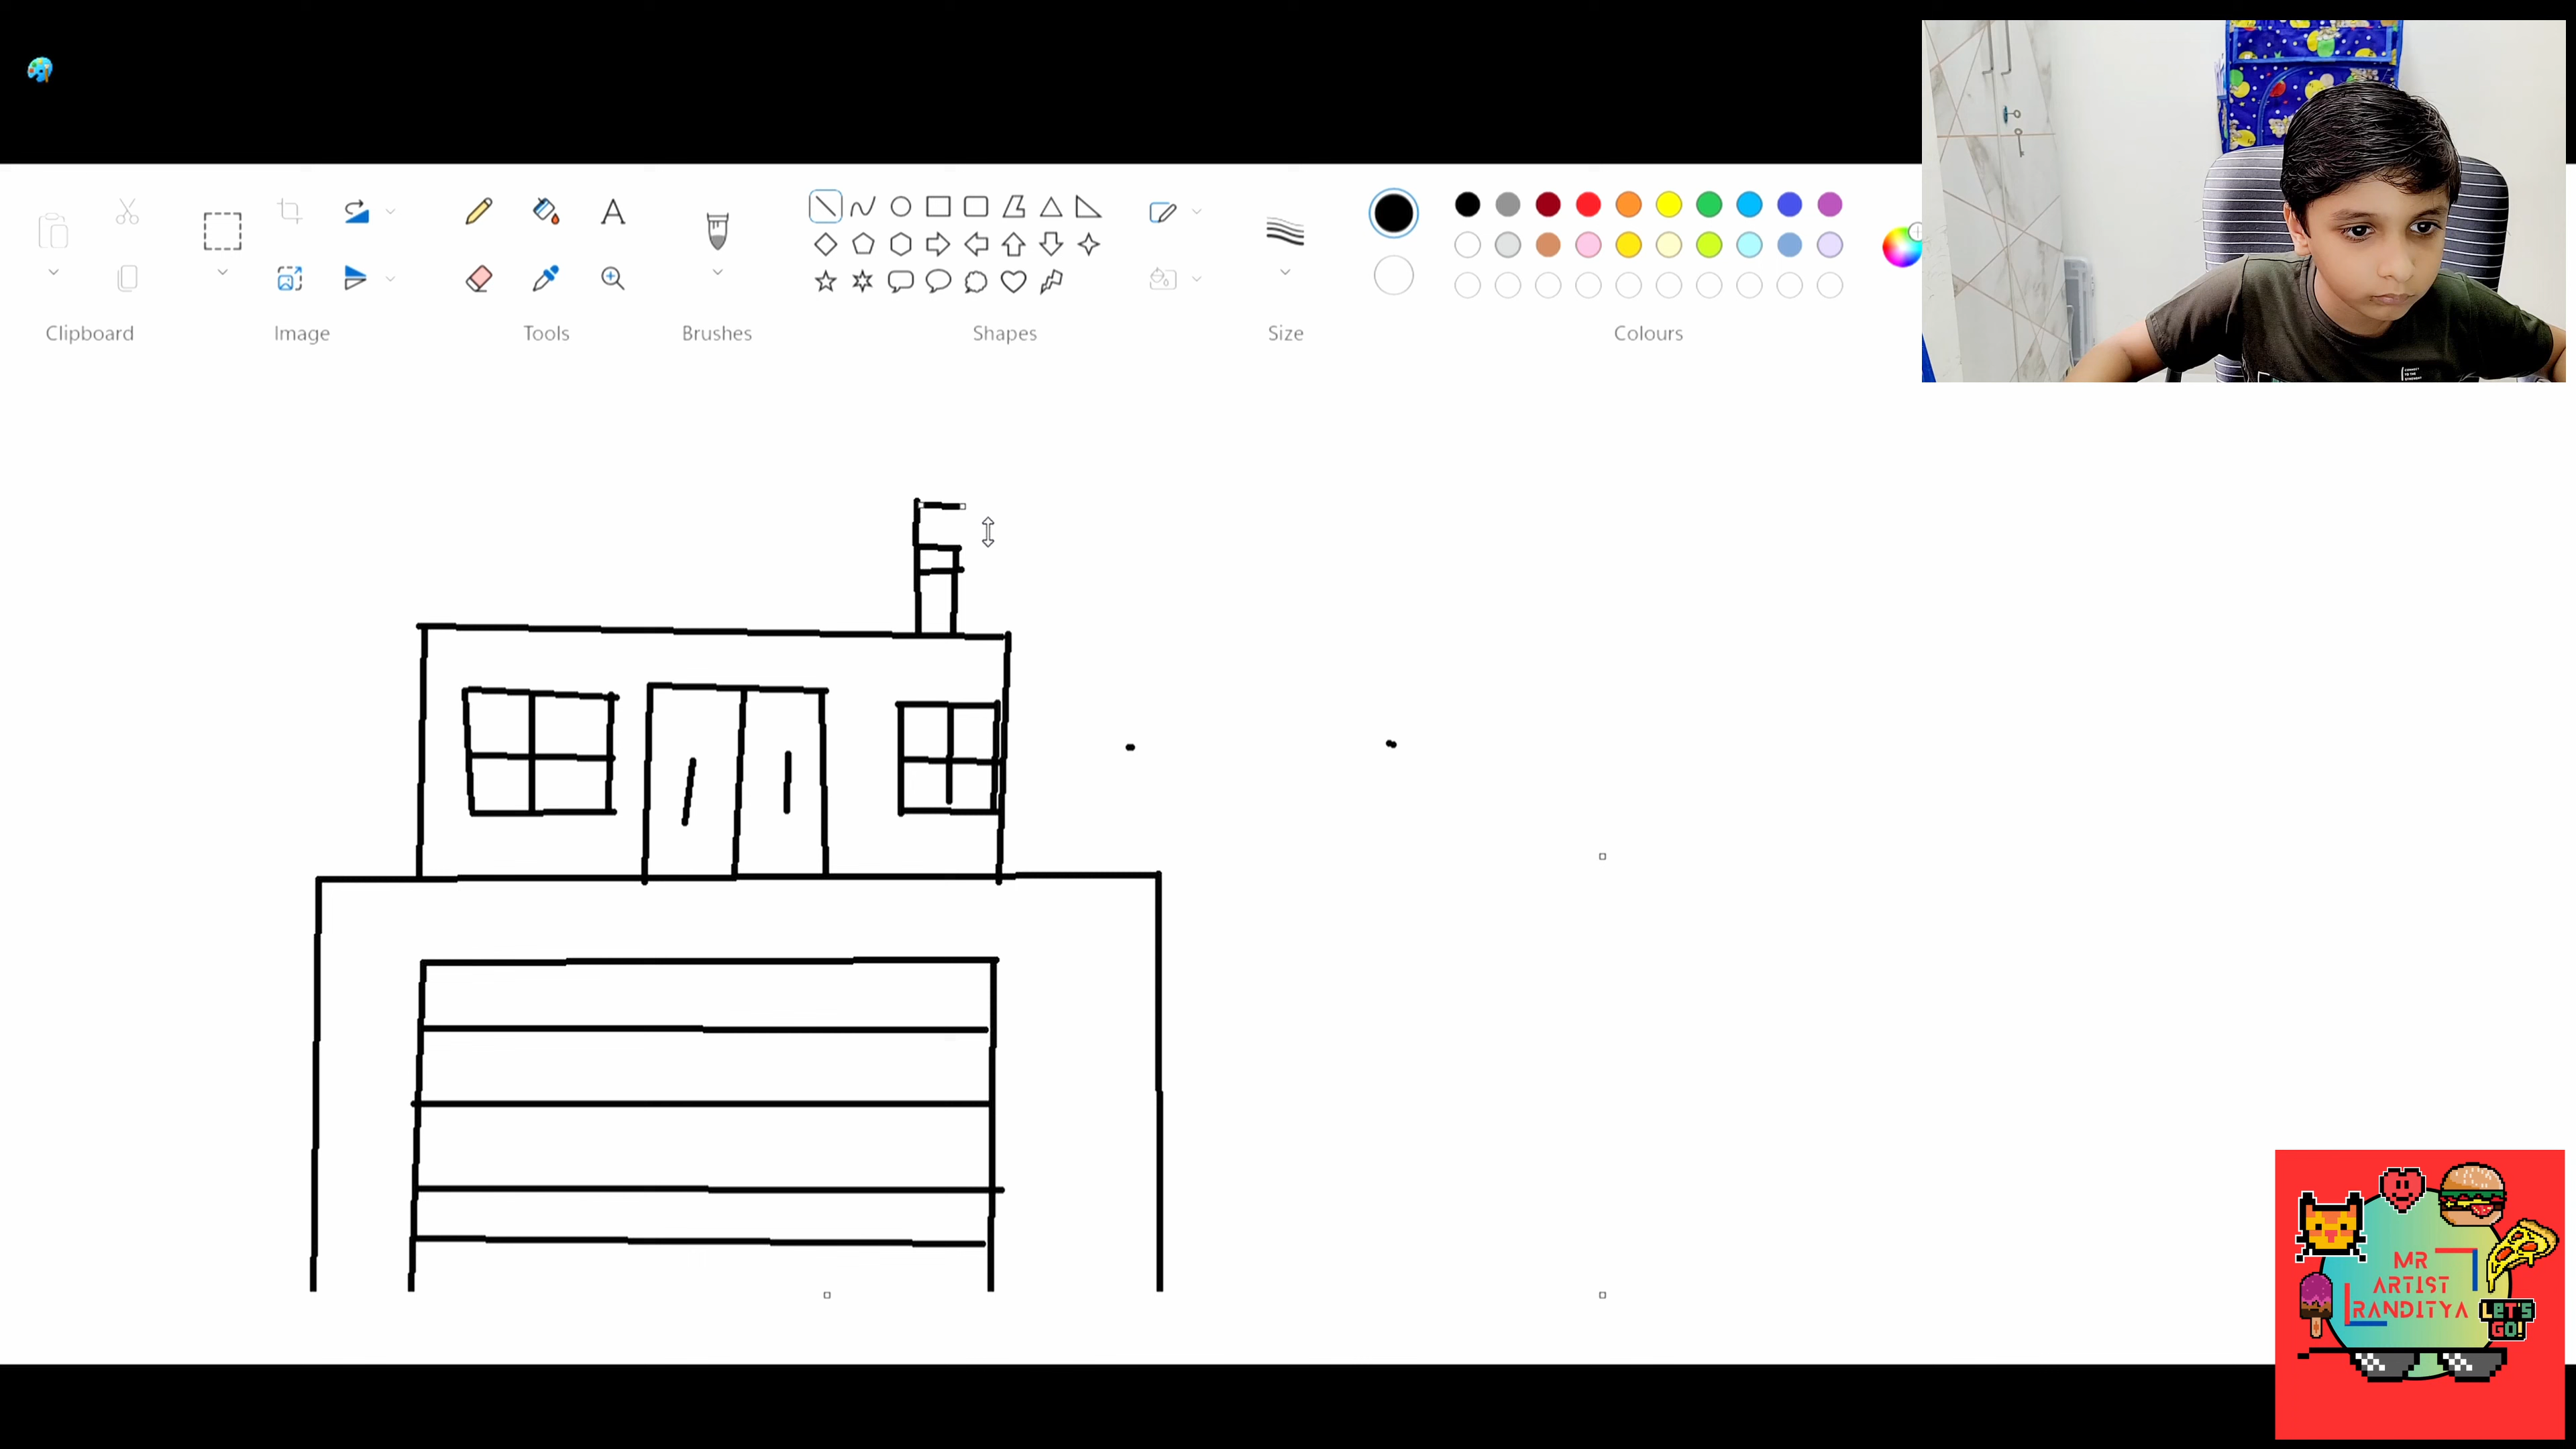 Clipboard
Image
Tools
Brushes
Shapes
Size
Colours
A
MR
ARTIST
RANDITYA
LET'S
GO!